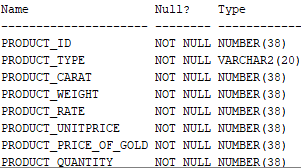 Name Null? Type
-------------------- -------- ------------
PRODUCT_ID NOT NULL NUMBER(38)
PRODUCT_TYPE NOT NULL VARCHAR2(20)
PRODUCT_CARAT NOT NULL NUMBER(38)
PRODUCT_WEIGHT NOT NULL NUMBER(38)
PRODUCT_RATE NOT NULL NUMBER(38)
PRODUCT_UNITPRICE NOT NULL NUMBER(38)
PRODUCT_PRICE_OF_GOLD NOT NULL NUMBER(38)
PRODUCT_QUANTITY NOT NULL NUMBER(38)